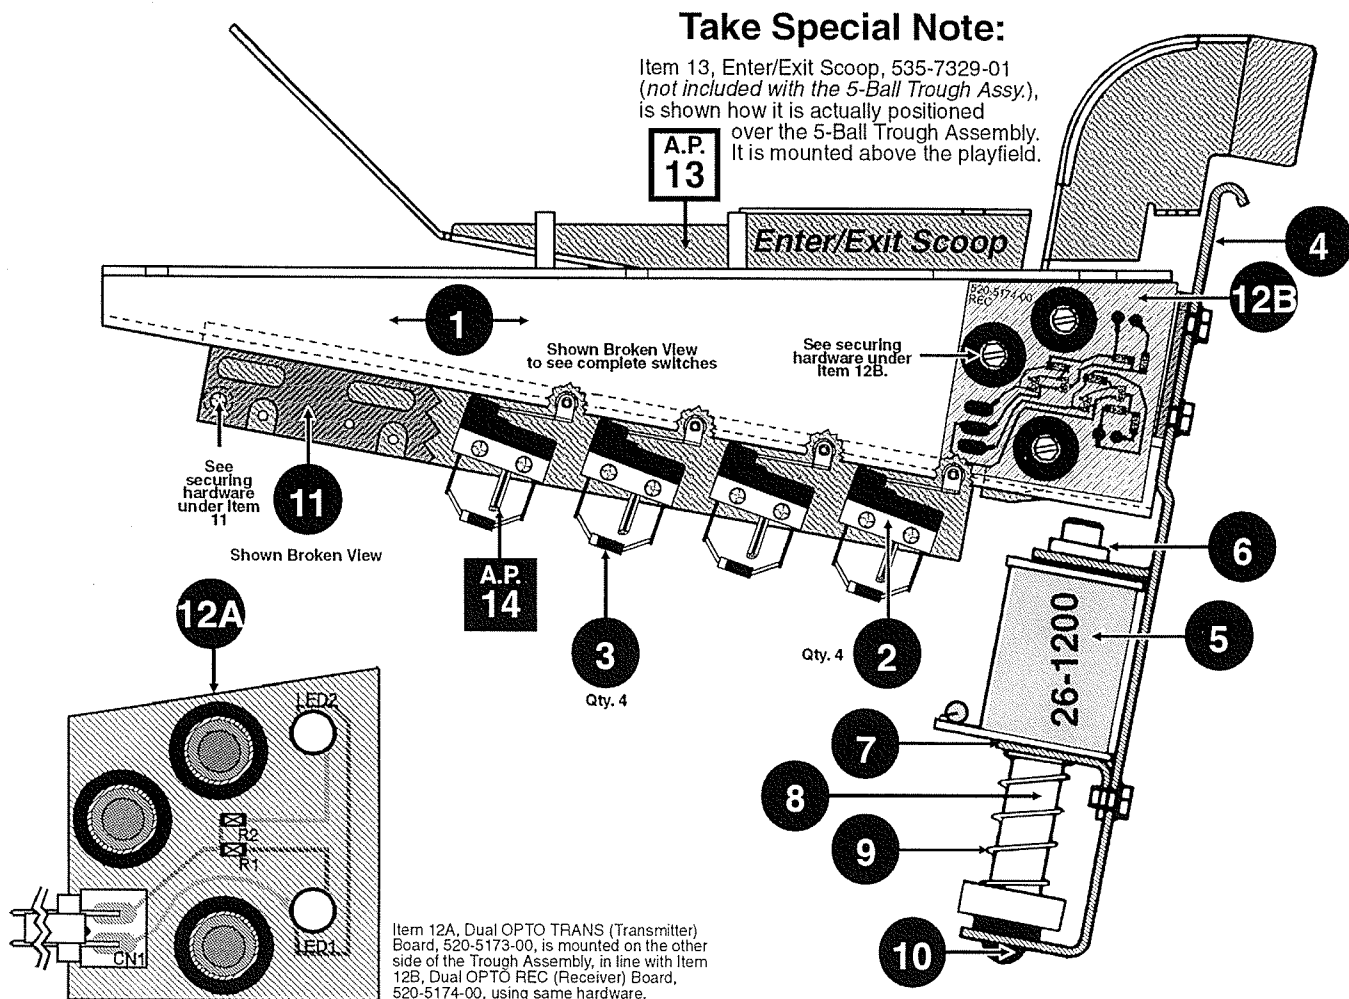 Take Special Note:
Item 13, Enter/Exit Scoop, 535-7329-01
(not included with the 5-Ball Trough Assy.),
is shown how it is actually positioned
over the 5-Ball Trough Assembly.
It is mounted above the playfield.
A.P.
13
Enter/Exit Scoop
4
12B
520-5174-00
REC
1
Shown Broken View
to see complete switches
See securing
hardware under
Item 12B.
See
securing
hardware
under Item
11
11
Shown Broken View
A.P.
14
3
Qty. 4
Qty. 4
2
6
5
26-1200
7
8
9
10
12A
LED2
R2
R1
LED1
CN1
Item 12A, Dual OPTO TRANS (Transmitter)
Board, 520-5173-00, is mounted on the other
side of the Trough Assembly, in line with Item
12B, Dual OPTO REC (Receiver) Board,
520-5174-00, using same hardware.